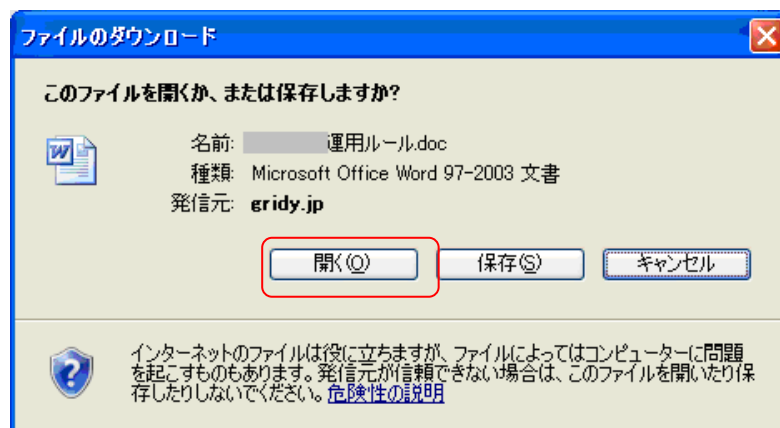 ファイルのダウンロード
このファイルを開くか、または保存しますか?
名前: 運用ルール.doc
種類: Microsoft Office Word 97-2003 文書
発信元: gridy.jp
開く(O) 保存(S) キャンセル
インターネットのファイルは役に立ちますが、ファイルによってはコンピューターに問題
を起こすものもあります。発信元が信頼できない場合は、このファイルを開いたり保
存したりしないでください。危険性の説明